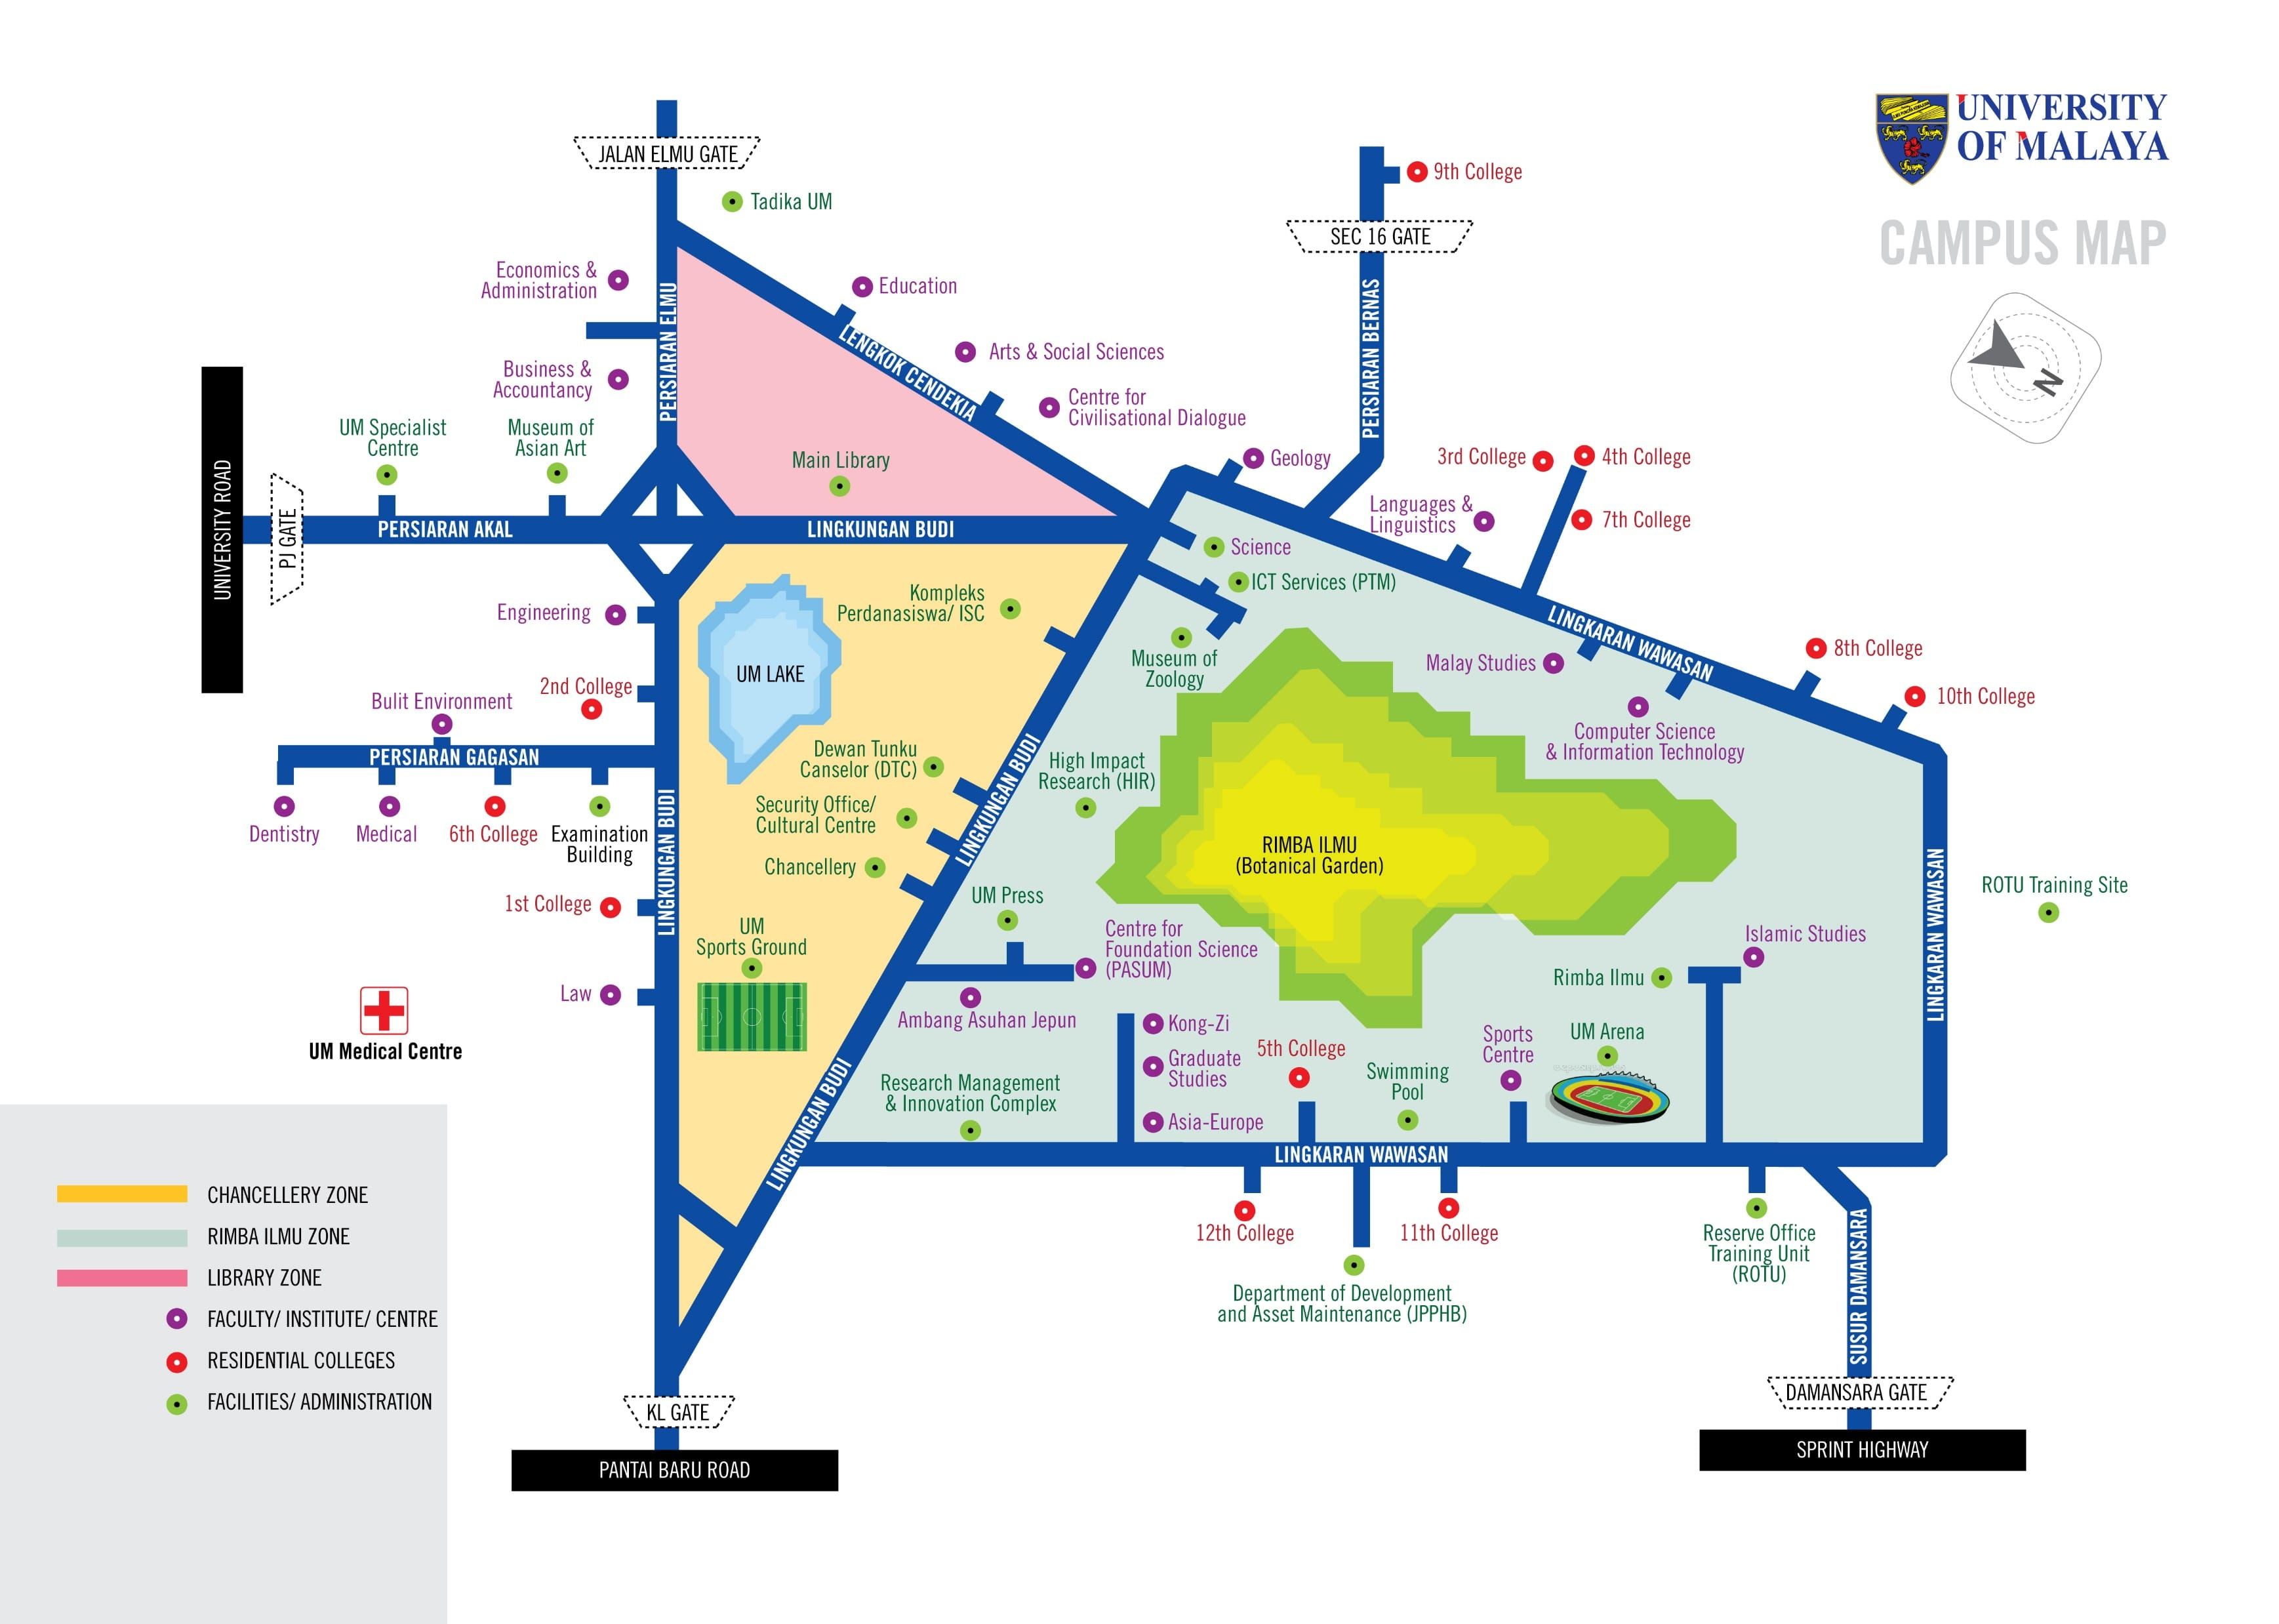 UNIVERSITY
OF MALAYA
CAMPUS MAP
N
JALAN ELMU GATE
Tadika UM
9th College
SEC 16 GATE
Economics &
Administration
PERSIARAN ELMU
Education
LENGKOK CENDEKIA
Arts & Social Sciences
PERSIARAN BERNAS
Business &
Accountancy
Centre for
Civilisational Dialogue
UM Specialist
Centre
Museum of
Asian Art
Main Library
Geology
3rd College
4th College
UNIVERSITY ROAD
PJ GATE
PERSIARAN AKAL
LINGKUNGAN BUDI
Languages &
Linguistics
7th College
Science
ICT Services (PTM)
Engineering
Kompleks
Perdanasiswa/ ISC
LINGKARAN WAWASAN
8th College
Museum of
Zoology
Malay Studies
UM LAKE
2nd College
10th College
Bulit Environment
Computer Science
& Information Technology
PERSIARAN GAGASAN
Dewan Tunku
Canselor (DTC)
LINGKUNGAN BUDI
High Impact
Research (HIR)
Security Office/
Cultural Centre
Dentistry
Medical
6th College
Examination
Building
LINGKUNGAN BUDI
Chancellery
RIMBA ILMU
(Botanical Garden)
LINGKARAN WAWASAN
ROTU Training Site
1st College
UM Press
UM
Sports Ground
Centre for
Foundation Science
(PASUM)
Islamic Studies
Rimba Ilmu
Law
Ambang Asuhan Jepun
Kong-Zi
UM Medical Centre
Graduate
Studies
5th College
Sports
Centre
UM Arena
Swimming
Pool
LINGKUNGAN BUDI
Research Management
& Innovation Complex
Asia-Europe
LINGKARAN WAWASAN
12th College
11th College
Reserve Office
Training Unit
(ROTU)
Department of Development
and Asset Maintenance (JPPHB)
SUSUR DAMANSARA
DAMANSARA GATE
SPRINT HIGHWAY
KL GATE
PANTAI BARU ROAD
CHANCELLERY ZONE
RIMBA ILMU ZONE
LIBRARY ZONE
FACULTY/ INSTITUTE/ CENTRE
RESIDENTIAL COLLEGES
FACILITIES/ ADMINISTRATION